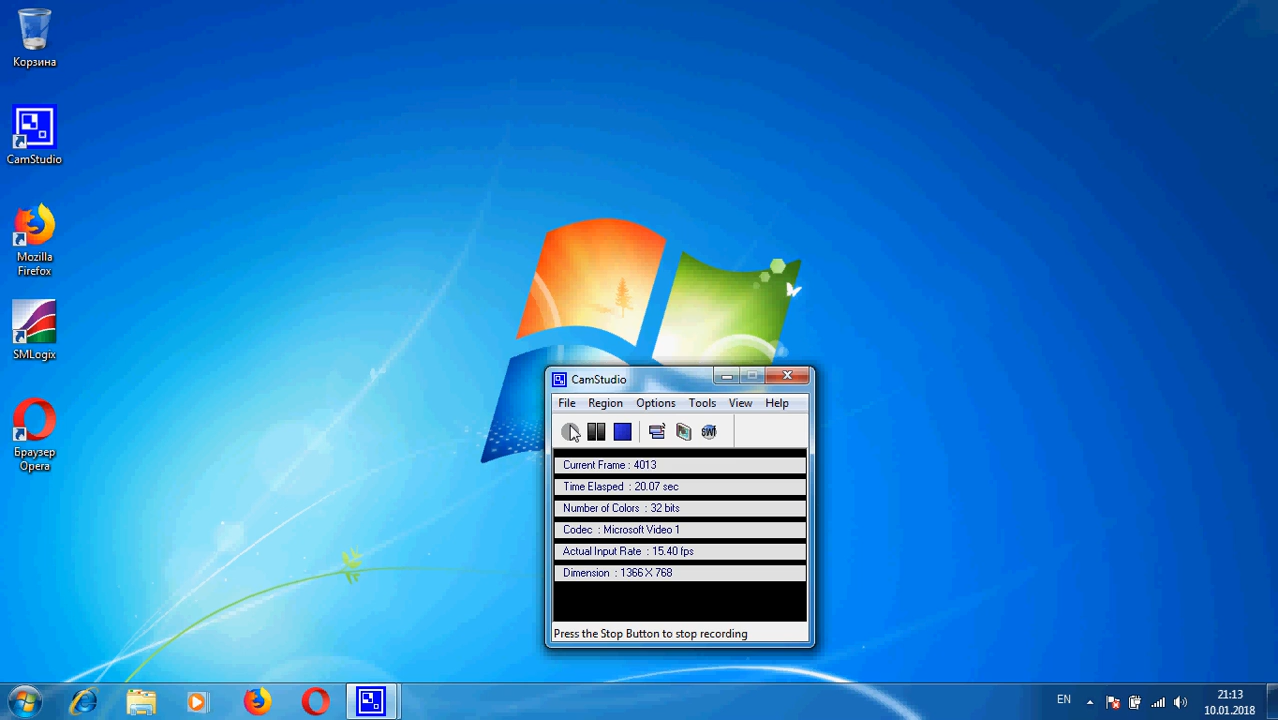 Корзина
CamStudio
Mozilla
Firefox
SMLogix
Браузер
Opera
CamStudio
File Region Options Tools View Help
SWF
Current Frame : 4013
Time Elasped : 20.07 sec
Number of Colors : 32 bits
Codec : Microsoft Video 1
Actual Input Rate : 15.40 fps
Dimension : 1366 X 768
Press the Stop Button to stop recording
EN
21:13
10.01.2018